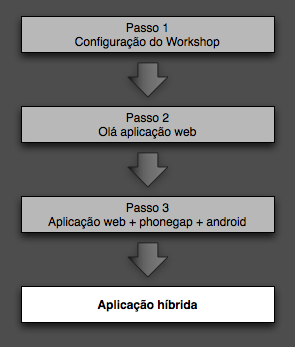 Passo 1
Configuração do Workshop
Passo 2
Olá aplicação web
Passo 3
Aplicação web + phonegap + android
Aplicação híbrida